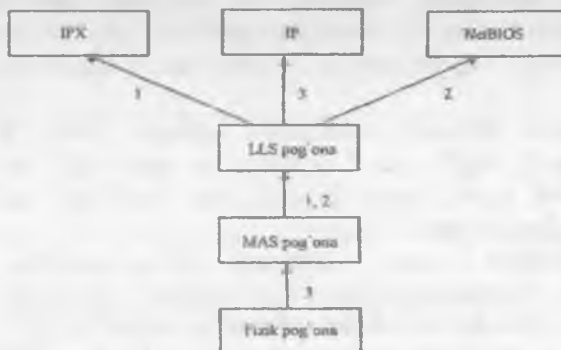 IPX IP NetBIOS
1 3 2
LLS pog'ona
1, 2
MAS pog'ona
3
Fizik pog'ona